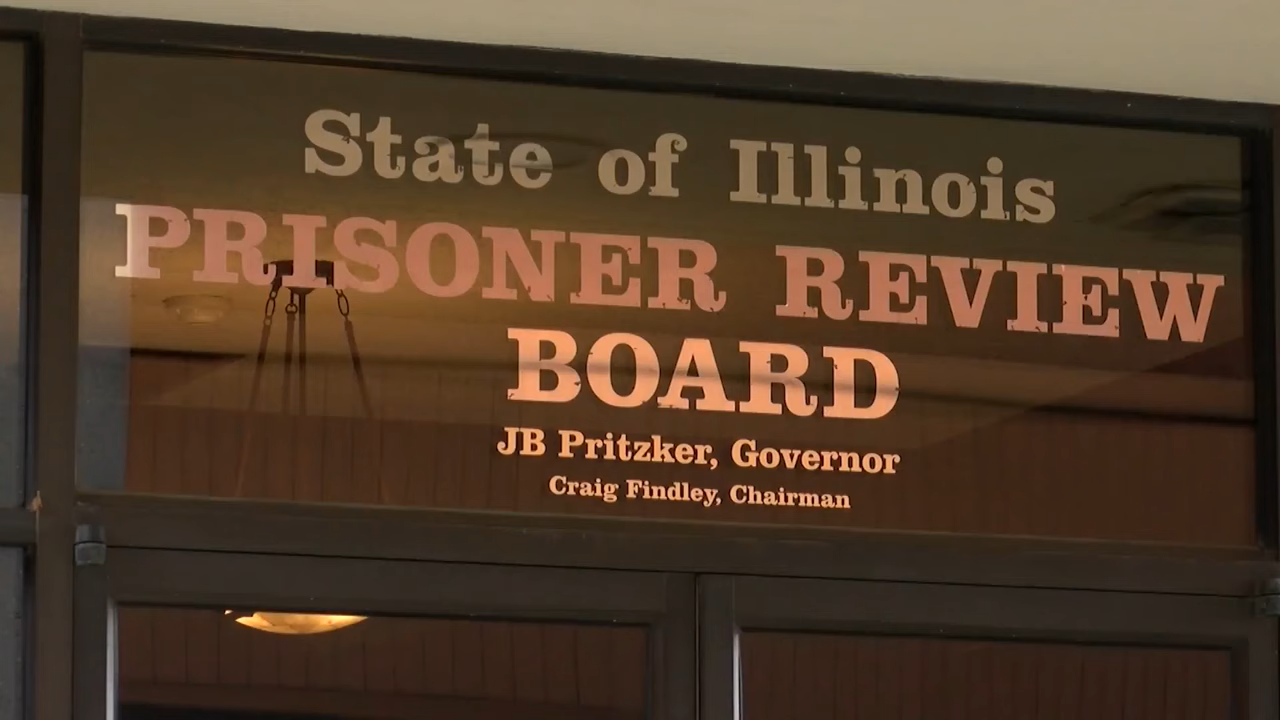 State of Illinois
PRISONER REVIEW
BOARD
JB Pritzker, Governor
Craig Findley, Chairman